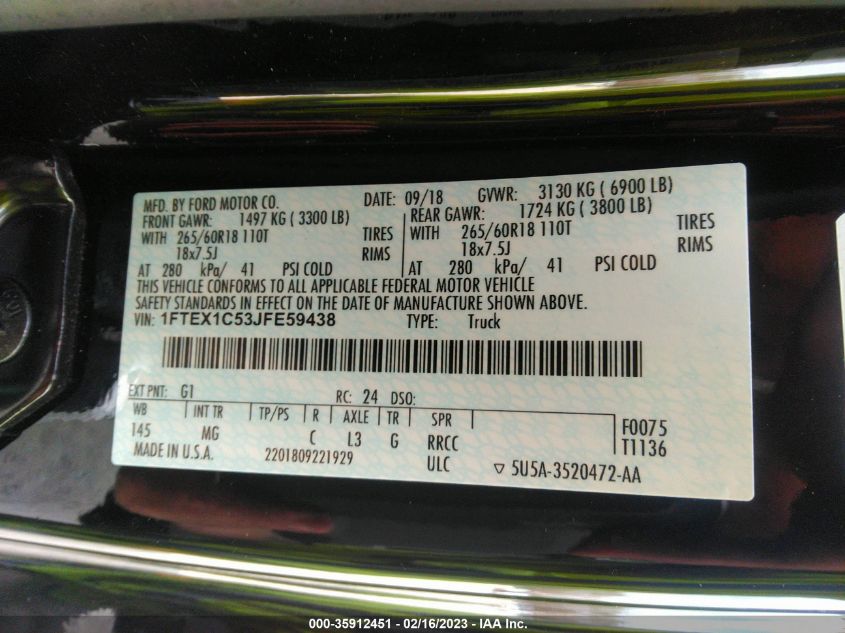 MFD. BY FORD MOTOR CO. DATE: 09/18 GVWR: 3130 KG ( 6900 LB)
FRONT GAWR: 1497 KG ( 3300 LB) REAR GAWR: 1724 KG ( 3800 LB)
WITH 265/60R18 110T TIRES WITH 265/60R18 110T TIRES
18x7.5J RIMS 18x7.5J RIMS
AT 280 kPa/ 41 PSI COLD AT 280 kPa/ 41 PSI COLD
THIS VEHICLE CONFORMS TO ALL APPLICABLE FEDERAL MOTOR VEHICLE
SAFETY STANDARDS IN EFFECT ON THE DATE OF MANUFACTURE SHOWN ABOVE.
VIN: 1FTEX1C53JFE59438 TYPE: Truck
EXT PNT: G1 RC: 24 DSO:
WB INT TR TP/PS R AXLE TR SPR F0075
145 MG C L3 G RRCC T1136
MADE IN U.S.A. 2201809221929 ULC ▽ 5U5A-3520472-AA
000-35912451 - 02/16/2023 - IAA Inc.